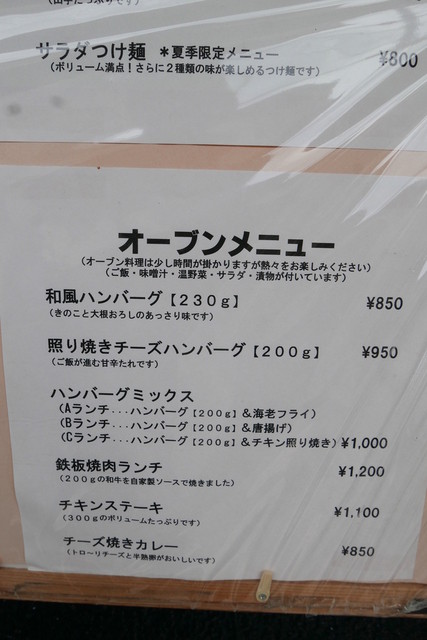 (山芋たっぷりです)
サラダつけ麺 *夏季限定メニュー ¥800
(ボリューム満点!さらに2種類の味が楽しめるつけ麺です)
オーブンメニュー
(オーブン料理は少し時間が掛かりますが熱々をお楽しみください)
(ご飯・味噌汁・温野菜・サラダ・漬物が付いています)
和風ハンバーグ【230g】 ¥850
(きのこと大根おろしのあっさり味です)
照り焼きチーズハンバーグ【200g】 ¥950
(ご飯が進む甘辛たれです)
ハンバーグミックス
(Aランチ...ハンバーグ【200g】&海老フライ)
(Bランチ...ハンバーグ【200g】&唐揚げ)
(Cランチ...ハンバーグ【200g】&チキン照り焼き) ¥1,000
鉄板焼肉ランチ ¥1,200
(200gの和牛を自家製ソースで焼きました)
チキンステーキ ¥1,100
(300gのボリュームたっぷりです)
チーズ焼きカレー ¥850
(トローリチーズと半熟卵がおいしいです)